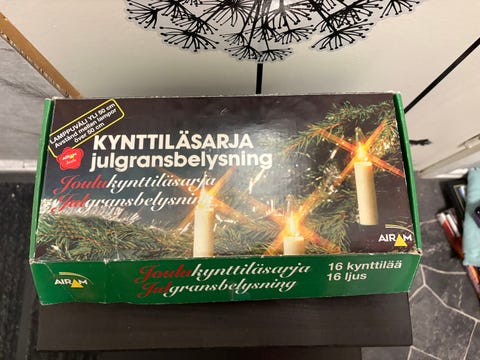 LAMPPUVÄLI YLI 50 cm
Avstånd mellan lampor
över 50 cm
KYNTTILÄSARJA
julgransbelysning
Joulukynttiläsarja
Julgransbelysning
AIRAM
Joulukynttiläsarja
Julgransbelysning
16 kynttilää
16 ljus
AIRAM